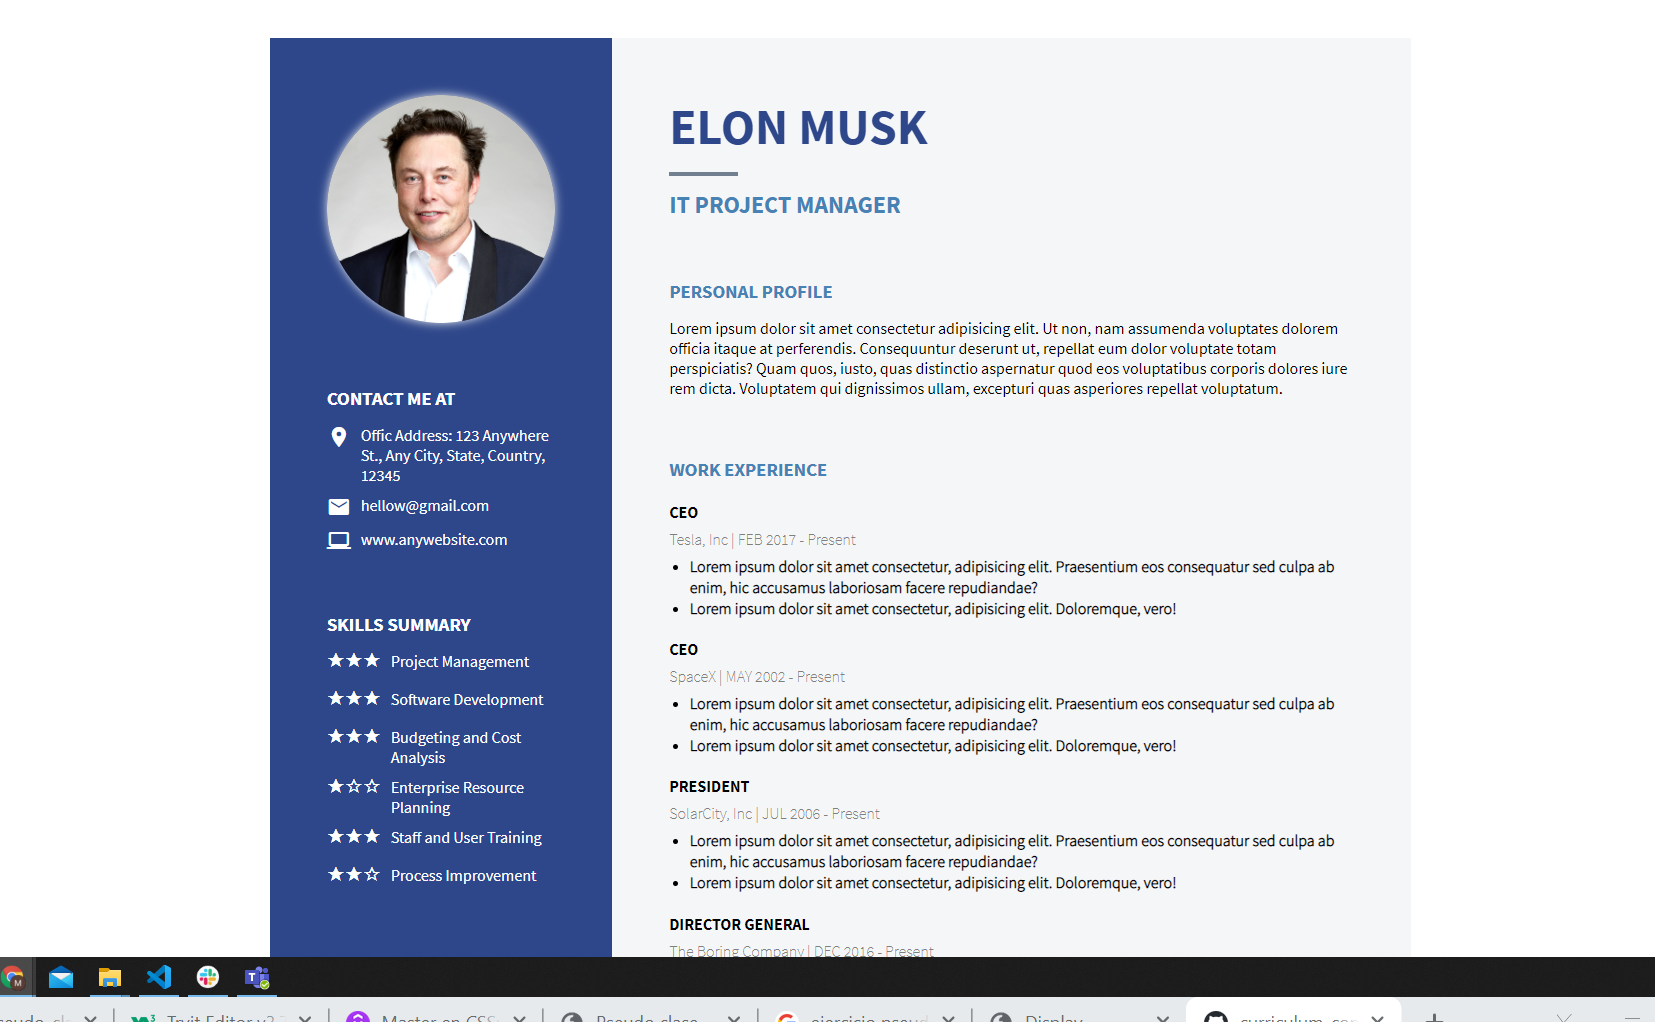 ELON MUSK
IT PROJECT MANAGER
PERSONAL PROFILE
Lorem ipsum dolor sit amet consectetur adipisicing elit. Ut non, nam assumenda voluptates dolorem
officia itaque at perferendis. Consequuntur deserunt ut, repellat eum dolor voluptate totam
perspiciatis? Quam quos, iusto, quas distinctio aspernatur quod eos voluptatibus corporis dolores iure
rem dicta. Voluptatem qui dignissimos ullam, excepturi quas asperiores repellat voluptatum.
CONTACT ME AT
Offic Address: 123 Anywhere
St., Any City, State, Country,
12345
hellow@gmail.com
www.anywebsite.com
SKILLS SUMMARY
Project Management
Software Development
Budgeting and Cost
Analysis
Enterprise Resource
Planning
Staff and User Training
Process Improvement
WORK EXPERIENCE
CEO
Tesla, Inc | FEB 2017 - Present
Lorem ipsum dolor sit amet consectetur, adipisicing elit. Praesentium eos consequatur sed culpa ab
enim, hic accusamus laboriosam facere repudiandae?
Lorem ipsum dolor sit amet consectetur, adipisicing elit. Doloremque, vero!
CEO
SpaceX | MAY 2002 - Present
Lorem ipsum dolor sit amet consectetur, adipisicing elit. Praesentium eos consequatur sed culpa ab
enim, hic accusamus laboriosam facere repudiandae?
Lorem ipsum dolor sit amet consectetur, adipisicing elit. Doloremque, vero!
PRESIDENT
SolarCity, Inc | JUL 2006 - Present
Lorem ipsum dolor sit amet consectetur, adipisicing elit. Praesentium eos consequatur sed culpa ab
enim, hic accusamus laboriosam facere repudiandae?
Lorem ipsum dolor sit amet consectetur, adipisicing elit. Doloremque, vero!
DIRECTOR GENERAL
The Boring Company | DEC 2016 - Present
M
T
Tryit Editor
Master en CSS
Pseudo-clase
ejercicio
Display